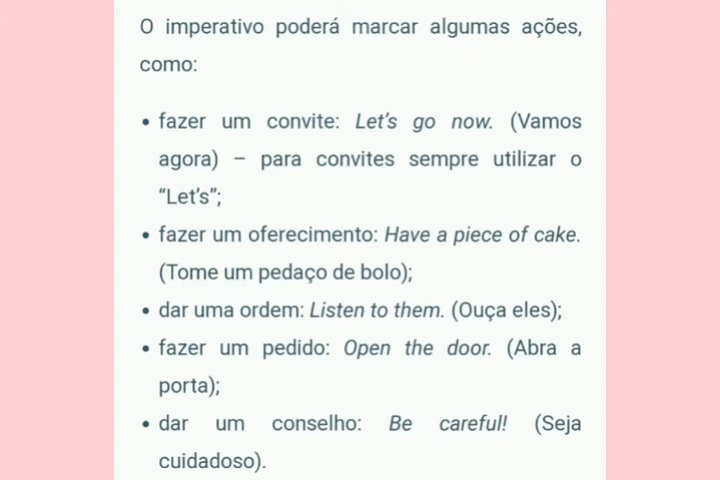 O imperativo poderá marcar algumas ações,
como:
• fazer um convite: Let's go now. (Vamos
agora) – para convites sempre utilizar o
“Let's”;
• fazer um oferecimento: Have a piece of cake.
(Tome um pedaço de bolo);
• dar uma ordem: Listen to them. (Ouça eles);
• fazer um pedido: Open the door. (Abra a
porta);
• dar um conselho: Be careful! (Seja
cuidadoso).